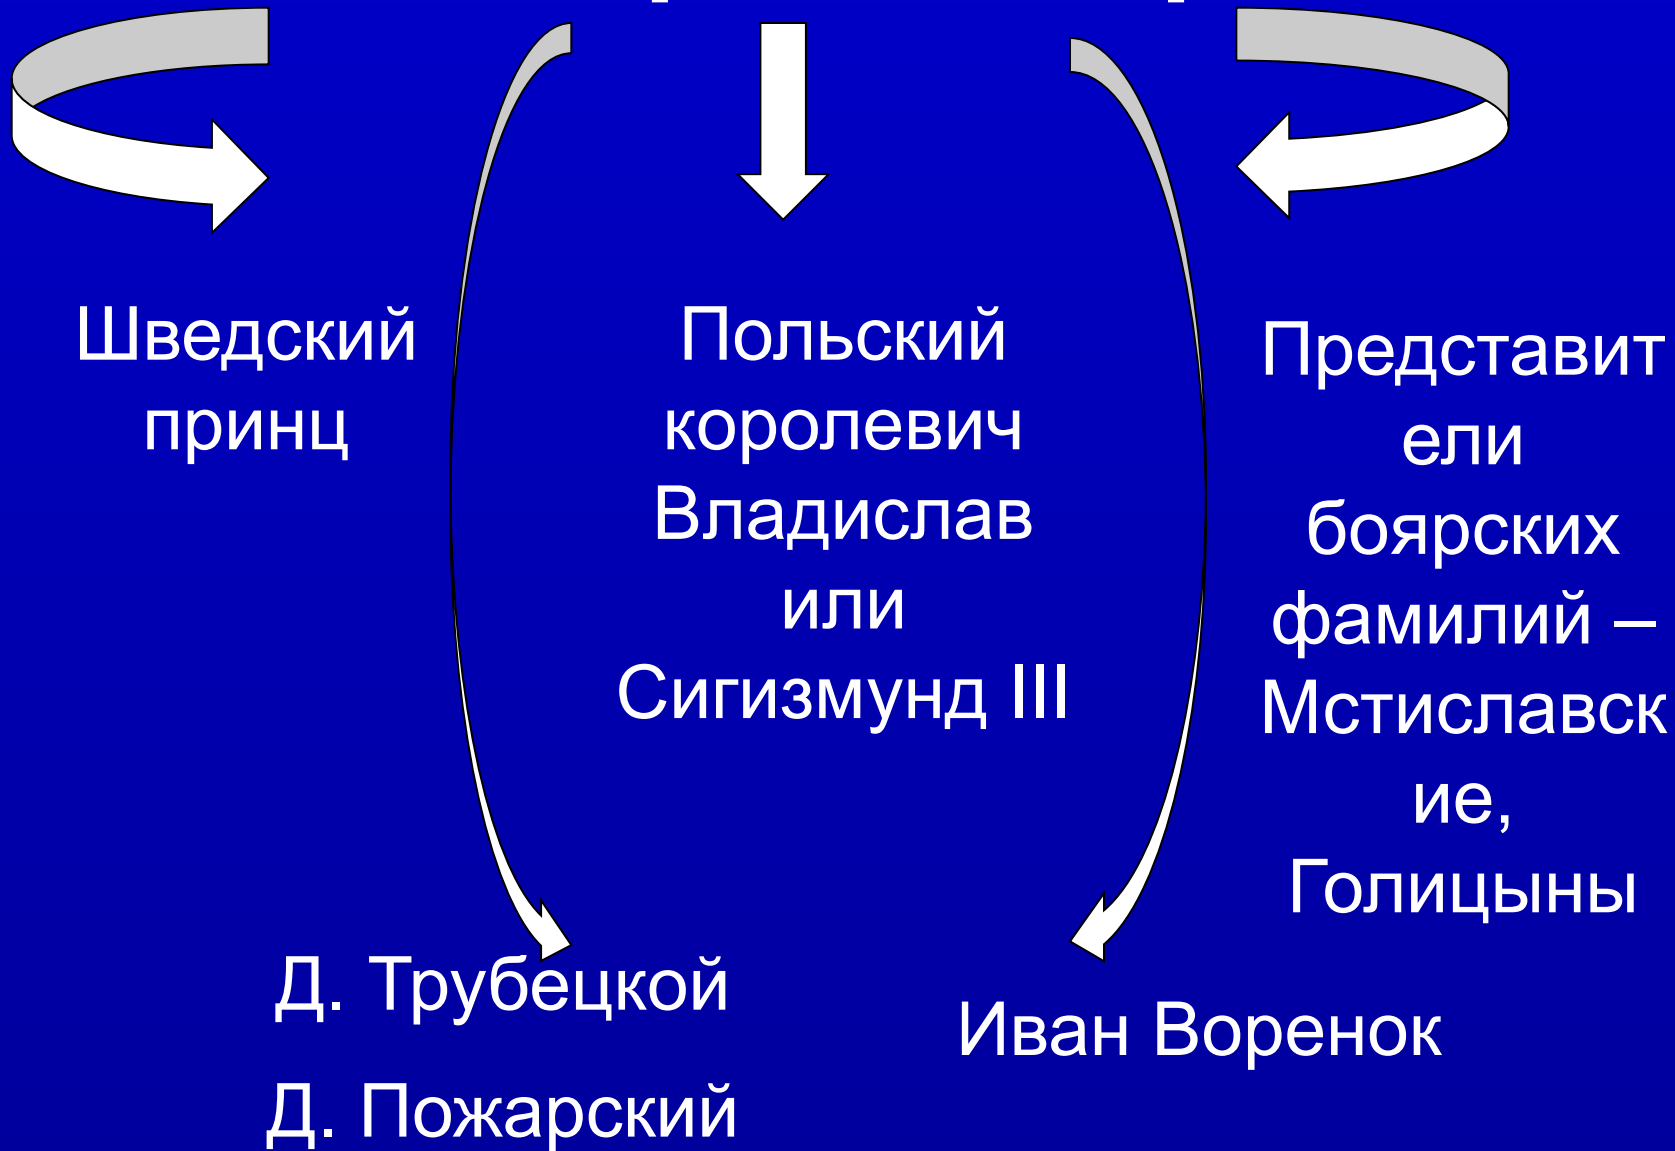 Шведский
принц
Польский
королевич
Владислав
или
Сигизмунд III
Представит
ели
боярских
фамилий –
Мстиславск
ие,
Голицыны
Д. Трубецкой
Д. Пожарский
Иван Воренок